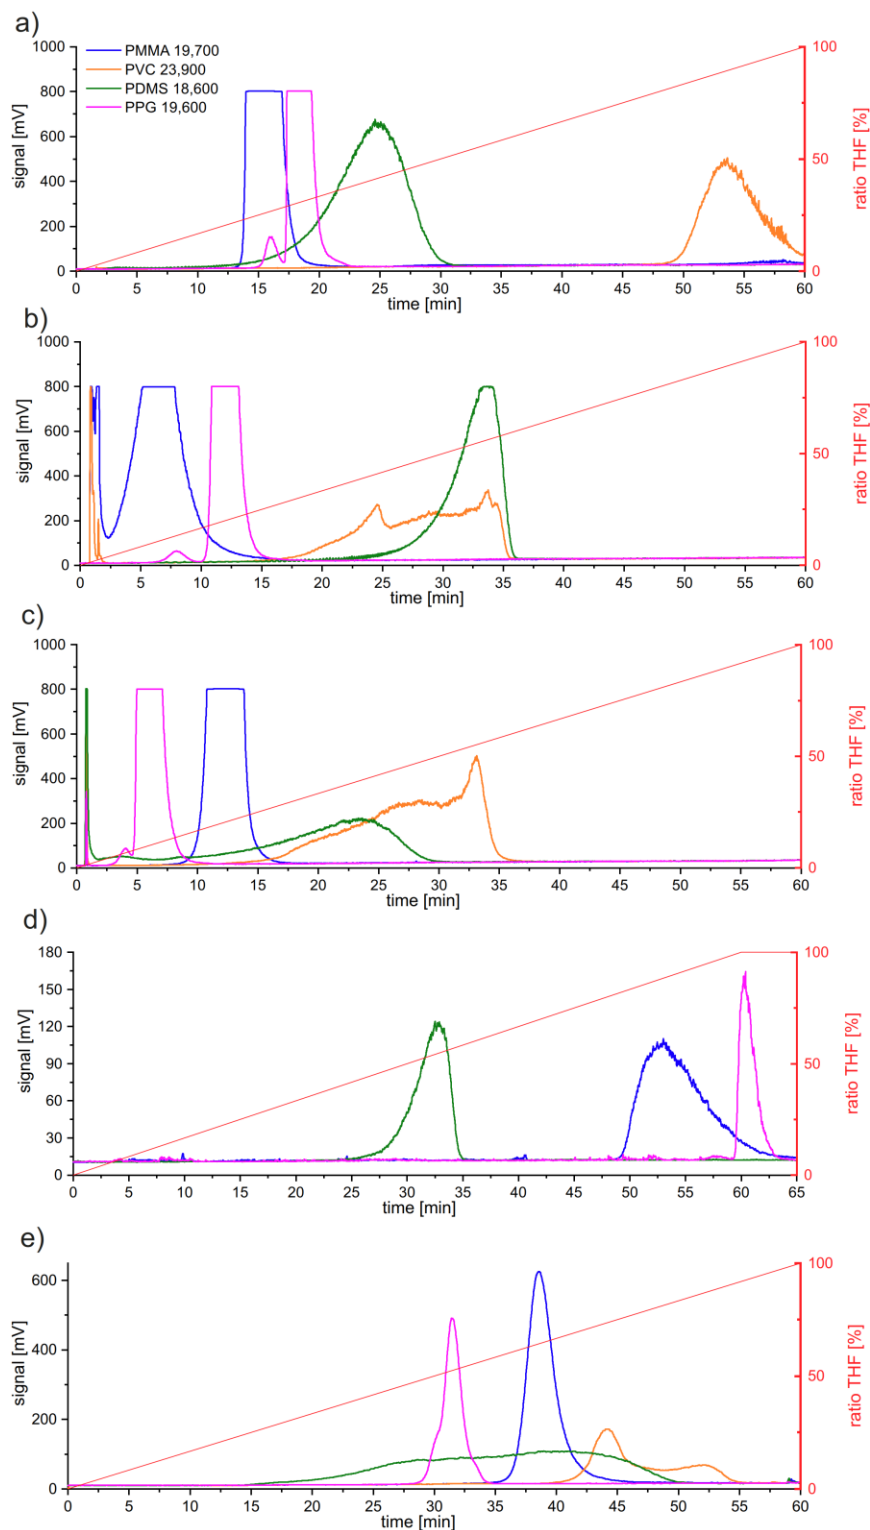 a)
1000
800
600
400
200
0
signal [mV]
PMMA 19,700
PVC 23,900
PDMS 18,600
PPG 19,600
100
50
0
ratio THF [%]
0 5 10 15 20 25 30 35 40 45 50 55 60
time [min]
b)
1000
800
600
400
200
0
signal [mV]
100
50
0
ratio THF [%]
0 5 10 15 20 25 30 35 40 45 50 55 60
time [min]
c)
1000
800
600
400
200
0
signal [mV]
100
50
0
ratio THF [%]
0 5 10 15 20 25 30 35 40 45 50 55 60
time [min]
d)
180
150
120
90
60
30
0
signal [mV]
100
50
0
ratio THF [%]
0 5 10 15 20 25 30 35 40 45 50 55 60 65
time [min]
e)
600
400
200
0
signal [mV]
100
50
0
ratio THF [%]
0 5 10 15 20 25 30 35 40 45 50 55 60
time [min]